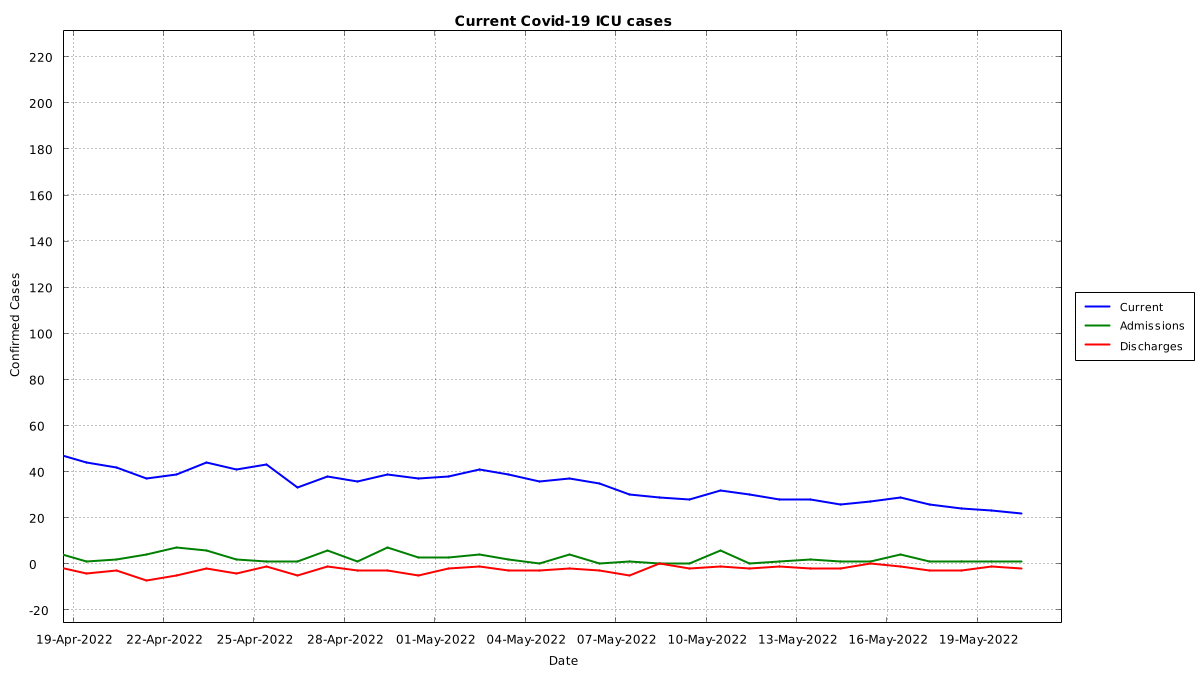 Current Covid-19 ICU cases
220
200
180
160
140
120
100
80
60
40
20
0
-20
Confirmed Cases
19-Apr-2022 22-Apr-2022 25-Apr-2022 28-Apr-2022 01-May-2022 04-May-2022 07-May-2022 10-May-2022 13-May-2022 16-May-2022 19-May-2022
Date
Current
Admissions
Discharges